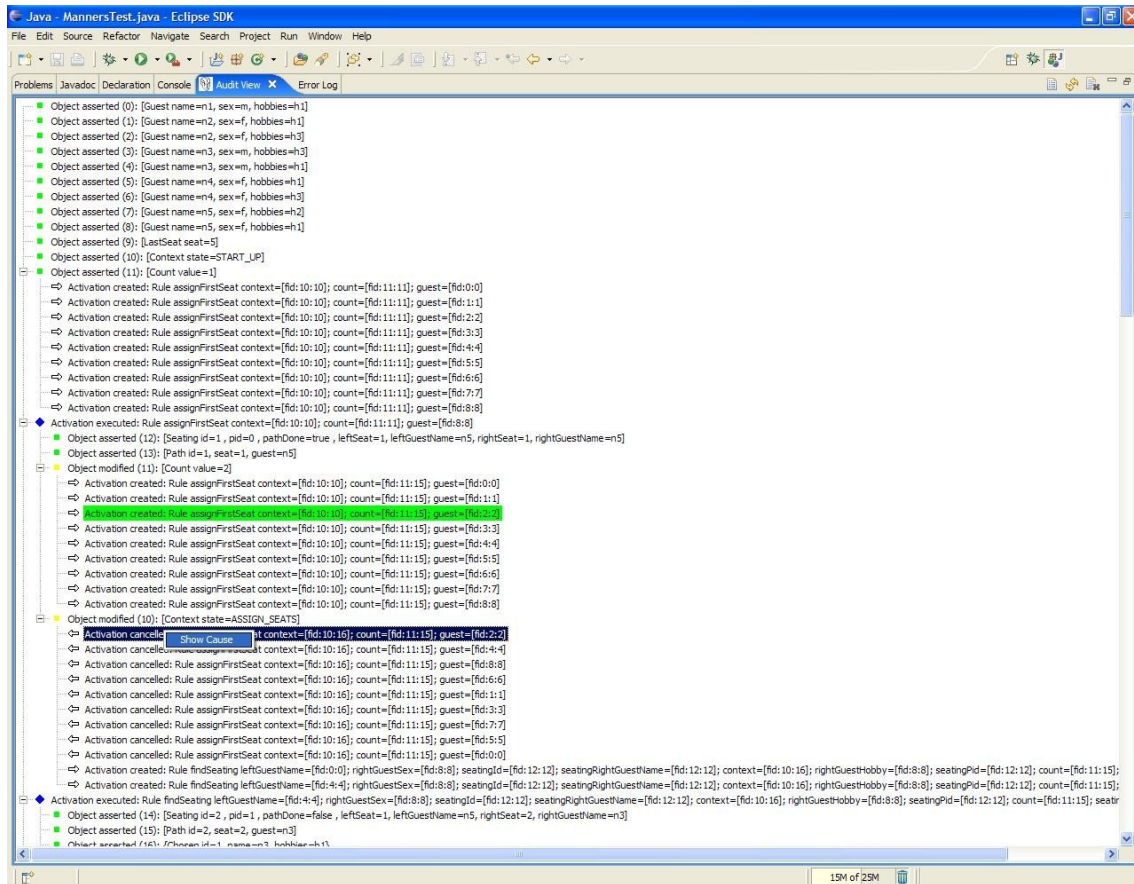 Java - MannersTest.java - Eclipse SDK
File Edit Source Refactor Navigate Search Project Run Window Help
Problems Javadoc Declaration Console Audit View Error Log
Object asserted (0): [Guest name=n1, sex=m, hobbies=h1]
Object asserted (1): [Guest name=n2, sex=f, hobbies=h1]
Object asserted (2): [Guest name=n2, sex=f, hobbies=h3]
Object asserted (3): [Guest name=n3, sex=m, hobbies=h3]
Object asserted (4): [Guest name=n3, sex=m, hobbies=h1]
Object asserted (5): [Guest name=n4, sex=f, hobbies=h1]
Object asserted (6): [Guest name=n4, sex=f, hobbies=h3]
Object asserted (7): [Guest name=n5, sex=f, hobbies=h2]
Object asserted (8): [Guest name=n5, sex=f, hobbies=h1]
Object asserted (9): [LastSeat seat=5]
Object asserted (10): [Context state=START_UP]
Object asserted (11): [Count value=1]
Activation created: Rule assignFirstSeat context=[fid:10:10]; count=[fid:11:11]; guest=[fid:0:0]
Activation created: Rule assignFirstSeat context=[fid:10:10]; count=[fid:11:11]; guest=[fid:1:1]
Activation created: Rule assignFirstSeat context=[fid:10:10]; count=[fid:11:11]; guest=[fid:2:2]
Activation created: Rule assignFirstSeat context=[fid:10:10]; count=[fid:11:11]; guest=[fid:3:3]
Activation created: Rule assignFirstSeat context=[fid:10:10]; count=[fid:11:11]; guest=[fid:4:4]
Activation created: Rule assignFirstSeat context=[fid:10:10]; count=[fid:11:11]; guest=[fid:5:5]
Activation created: Rule assignFirstSeat context=[fid:10:10]; count=[fid:11:11]; guest=[fid:6:6]
Activation created: Rule assignFirstSeat context=[fid:10:10]; count=[fid:11:11]; guest=[fid:7:7]
Activation created: Rule assignFirstSeat context=[fid:10:10]; count=[fid:11:11]; guest=[fid:8:8]
Activation executed: Rule assignFirstSeat context=[fid:10:10]; count=[fid:11:11]; guest=[fid:8:8]
Object asserted (12): [Seating id=1 , pid=0 , pathDone=true , leftSeat=1, leftGuestName=n5, rightSeat=1, rightGuestName=n5]
Object asserted (13): [Path id=1, seat=1, guest=n5]
Object modified (11): [Count value=2]
Activation created: Rule assignFirstSeat context=[fid:10:10]; count=[fid:11:15]; guest=[fid:0:0]
Activation created: Rule assignFirstSeat context=[fid:10:10]; count=[fid:11:15]; guest=[fid:1:1]
Activation created: Rule assignFirstSeat context=[fid:10:10]; count=[fid:11:15]; guest=[fid:2:2]
Activation created: Rule assignFirstSeat context=[fid:10:10]; count=[fid:11:15]; guest=[fid:3:3]
Activation created: Rule assignFirstSeat context=[fid:10:10]; count=[fid:11:15]; guest=[fid:4:4]
Activation created: Rule assignFirstSeat context=[fid:10:10]; count=[fid:11:15]; guest=[fid:5:5]
Activation created: Rule assignFirstSeat context=[fid:10:10]; count=[fid:11:15]; guest=[fid:6:6]
Activation created: Rule assignFirstSeat context=[fid:10:10]; count=[fid:11:15]; guest=[fid:7:7]
Activation created: Rule assignFirstSeat context=[fid:10:10]; count=[fid:11:15]; guest=[fid:8:8]
Object modified (10): [Context state=ASSIGN_SEATS]
Activation cancelle Show Cause at context=[fid:10:16]; count=[fid:11:15]; guest=[fid:2:2]
Activation cancelled: Rule assignFirstSeat context=[fid:10:16]; count=[fid:11:15]; guest=[fid:4:4]
Activation cancelled: Rule assignFirstSeat context=[fid:10:16]; count=[fid:11:15]; guest=[fid:8:8]
Activation cancelled: Rule assignFirstSeat context=[fid:10:16]; count=[fid:11:15]; guest=[fid:6:6]
Activation cancelled: Rule assignFirstSeat context=[fid:10:16]; count=[fid:11:15]; guest=[fid:1:1]
Activation cancelled: Rule assignFirstSeat context=[fid:10:16]; count=[fid:11:15]; guest=[fid:3:3]
Activation cancelled: Rule assignFirstSeat context=[fid:10:16]; count=[fid:11:15]; guest=[fid:7:7]
Activation cancelled: Rule assignFirstSeat context=[fid:10:16]; count=[fid:11:15]; guest=[fid:5:5]
Activation cancelled: Rule assignFirstSeat context=[fid:10:16]; count=[fid:11:15]; guest=[fid:0:0]
Activation created: Rule findSeating leftGuestName=[fid:0:0]; rightGuestSex=[fid:8:8]; seatingId=[fid:12:12]; seatingRightGuestName=[fid:12:12]; context=[fid:10:16]; rightGuestHobby=[fid:8:8]; seatingPid=[fid:12:12]; count=[fid:11:15];
Activation created: Rule findSeating leftGuestName=[fid:4:4]; rightGuestSex=[fid:8:8]; seatingId=[fid:12:12]; seatingRightGuestName=[fid:12:12]; context=[fid:10:16]; rightGuestHobby=[fid:8:8]; seatingPid=[fid:12:12]; count=[fid:11:15];
Activation executed: Rule findSeating leftGuestName=[fid:4:4]; rightGuestSex=[fid:8:8]; seatingId=[fid:12:12]; seatingRightGuestName=[fid:12:12]; context=[fid:10:16]; rightGuestHobby=[fid:8:8]; seatingPid=[fid:12:12]; count=[fid:11:15]; seatin
Object asserted (14): [Seating id=2 , pid=1 , pathDone=false , leftSeat=1, leftGuestName=n5, rightSeat=2, rightGuestName=n3]
Object asserted (15): [Path id=2, seat=2, guest=n3]
Object asserted (16): {Chosen id=1, name=n3, hobbies=h1}
15M of 25M